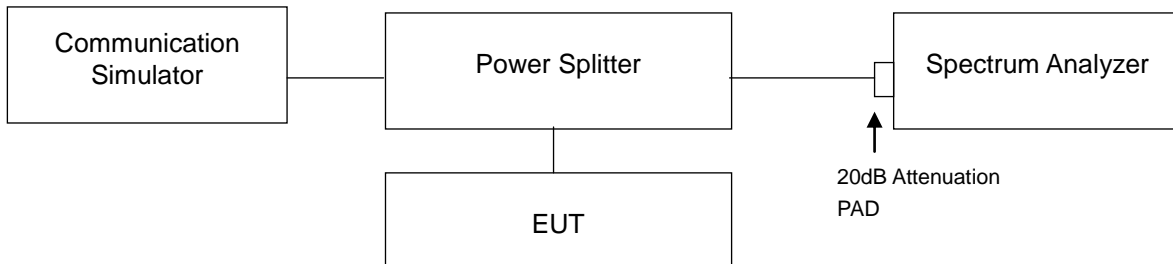 Communication
Simulator
Power Splitter
Spectrum Analyzer
20dB Attenuation
PAD
EUT